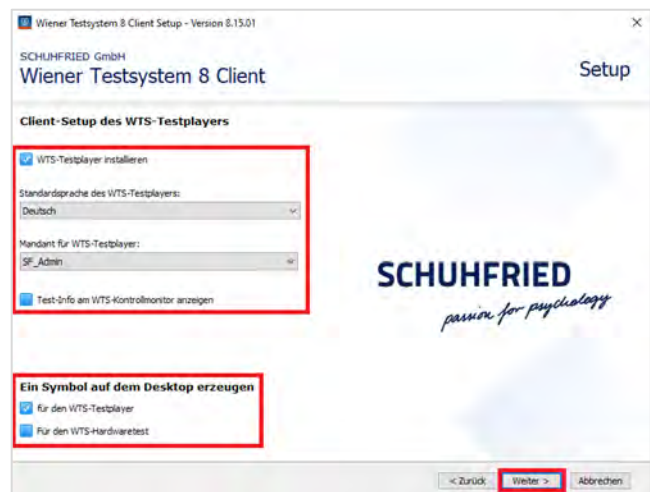 Wiener Testsystem 8 Client Setup - Version 8.15.01
SCHUHFRIED GmbH
Wiener Testsystem 8 Client
Setup
Client-Setup des WTS-Testplayers
WTS-Testplayer installieren
Standardsprache des WTS-Testplayers:
Deutsch
Mandant für WTS-Testplayer:
SF_Admin
Test-Info am WTS-Kontrollmonitor anzeigen
SCHUHFRIED
passion for psychology
Ein Symbol auf dem Desktop erzeugen
für den WTS-Testplayer
Für den WTS-Hardwaretest
< Zurück
Weiter >
Abbrechen